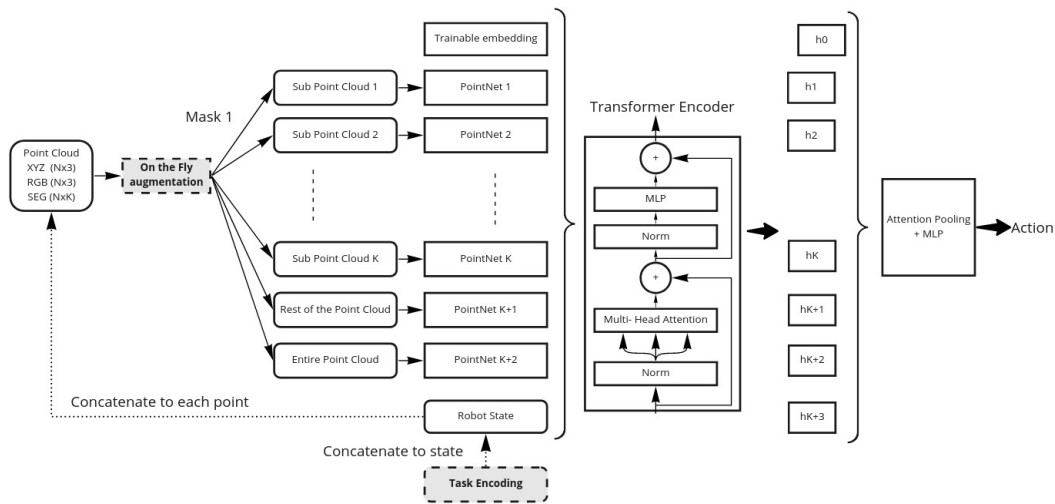 Trainable embedding
Sub Point Cloud 1
PointNet 1
Mask 1
Sub Point Cloud 2
PointNet 2
Point Cloud
XYZ (Nx3)
RGB (Nx3)
SEG (NxK)
On the Fly
augmentation
Sub Point Cloud K
PointNet K
Rest of the Point Cloud
PointNet K+1
Entire Point Cloud
PointNet K+2
Concatenate to each point
Robot State
Concatenate to state
Task Encoding
Transformer Encoder
+
MLP
Norm
+
Multi- Head Attention
Norm
h0
h1
h2
hK
hK+1
hK+2
hK+3
Attention Pooling
+ MLP
Action